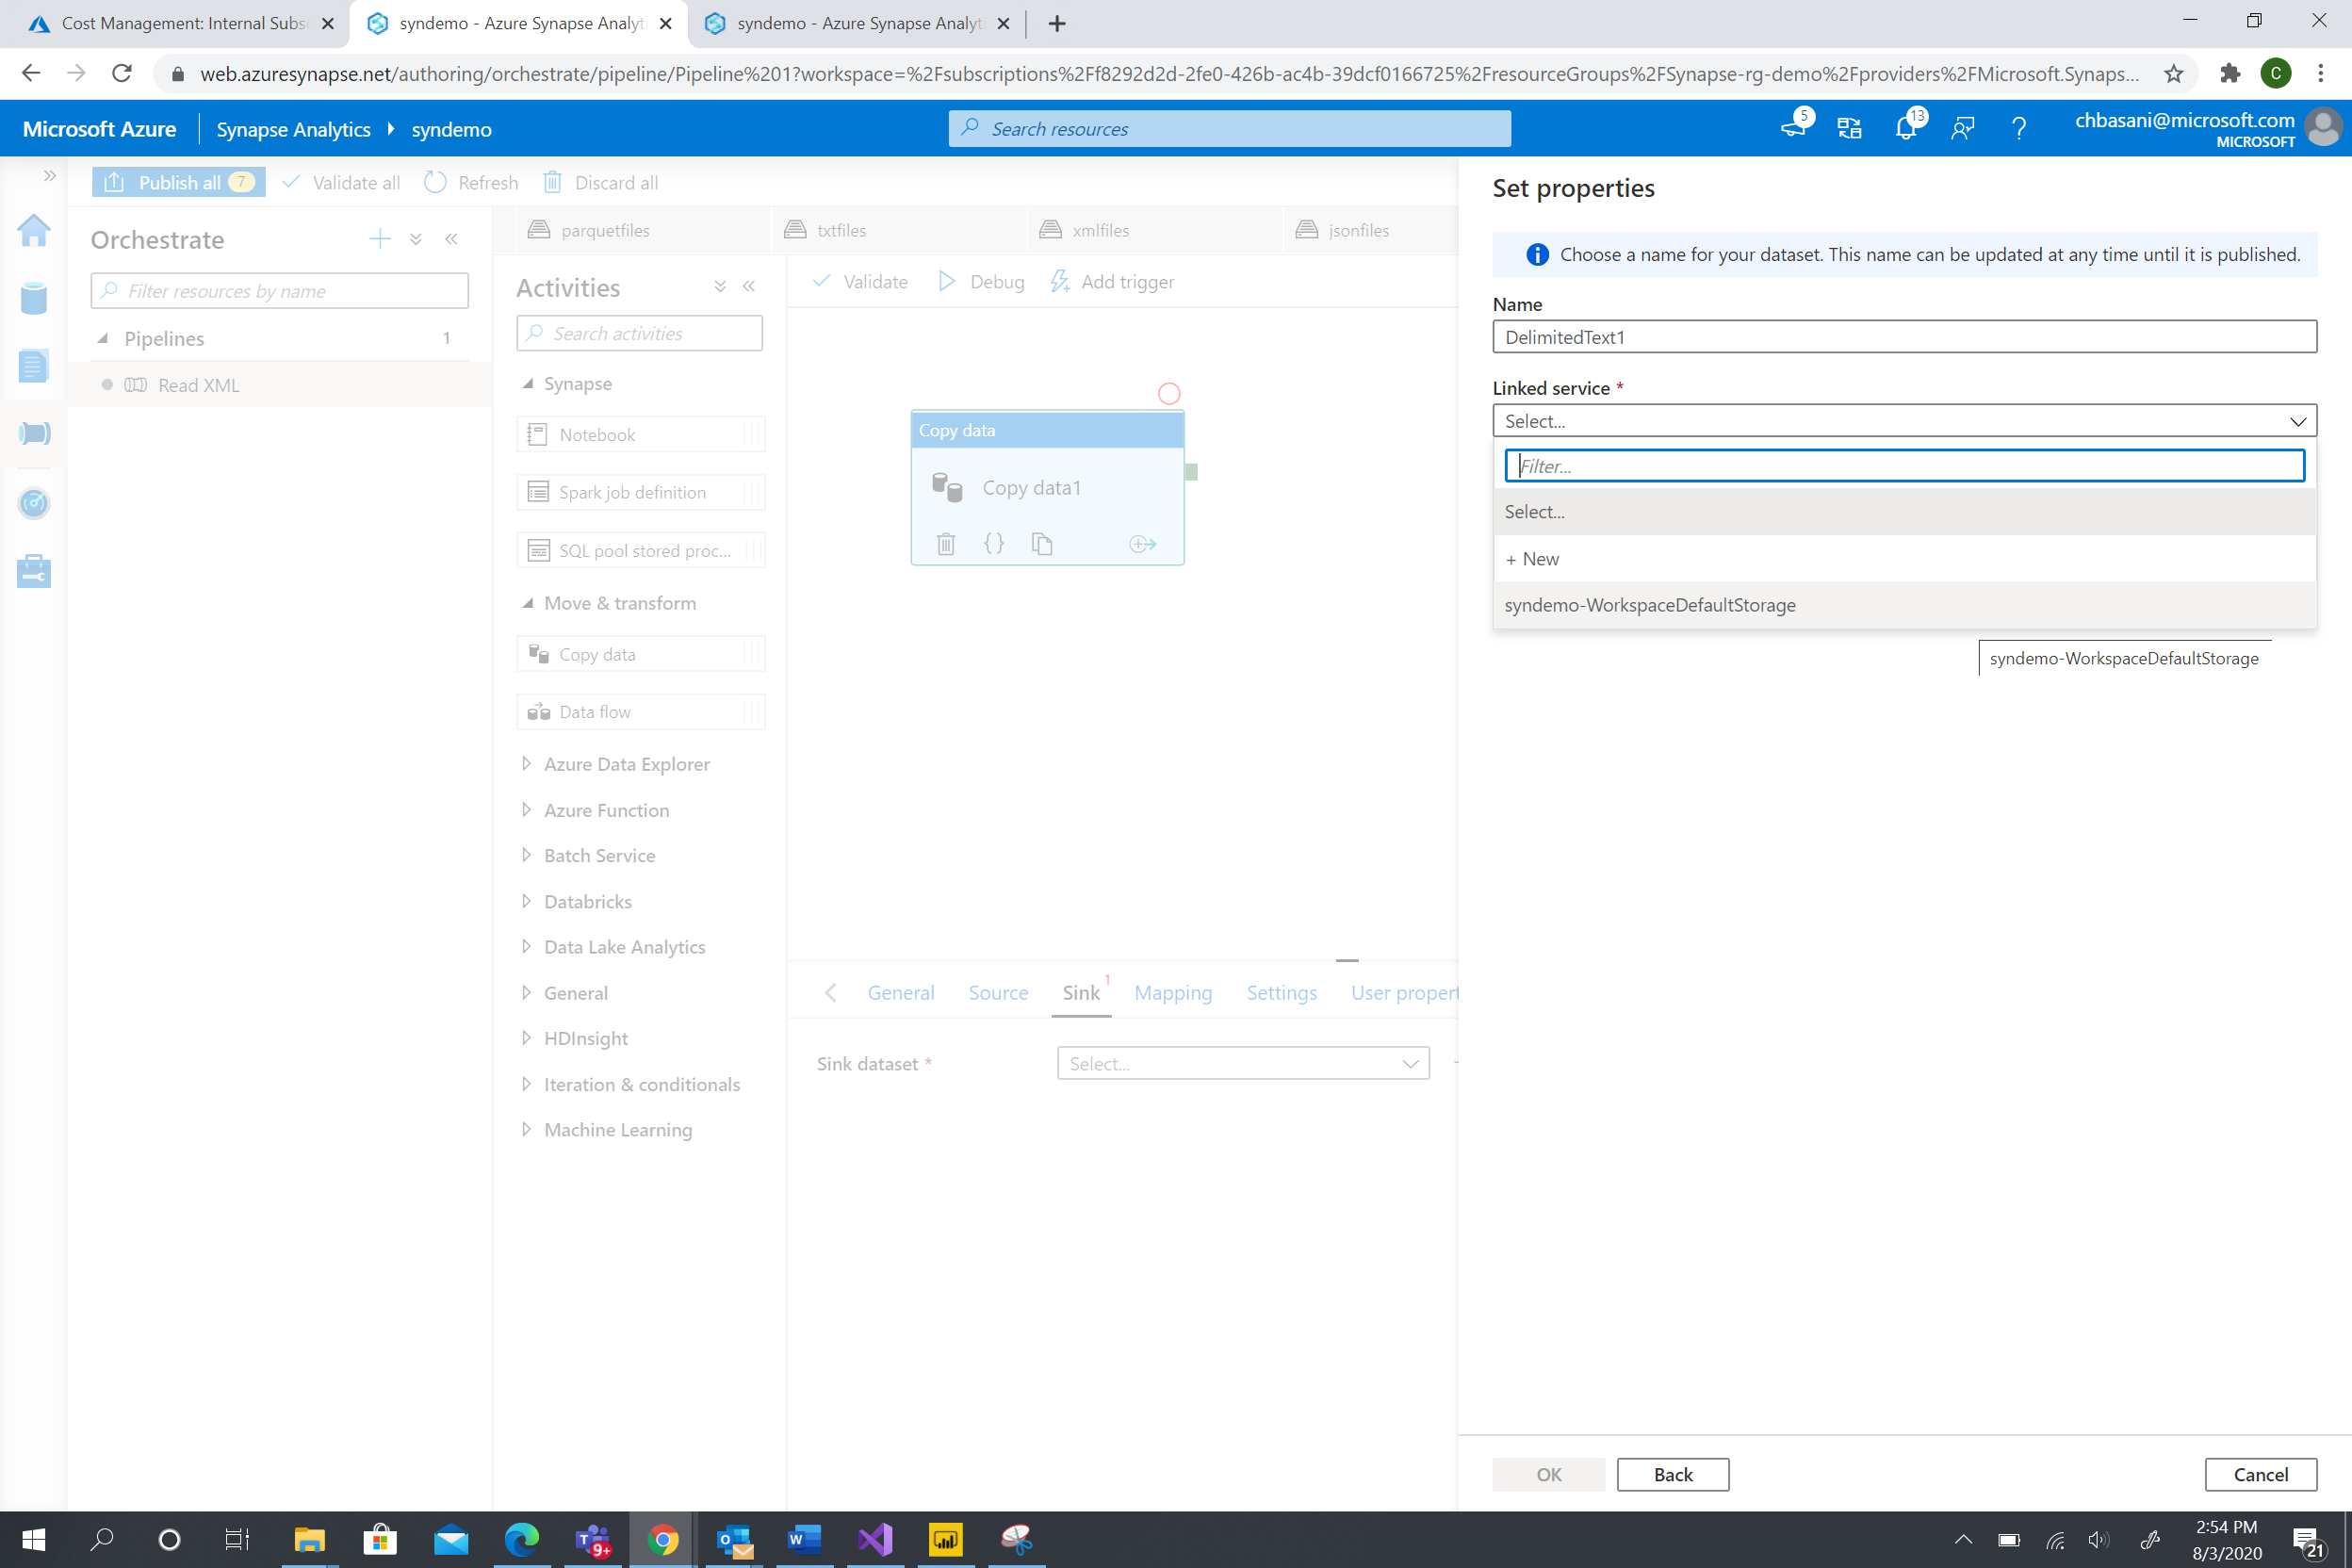 Cost Management: Internal Subs
syndemo - Azure Synapse Analyt
syndemo - Azure Synapse Analyt
web.azuresynapse.net/authoring/orchestrate/pipeline/Pipeline%201?workspace=%2Fsubscriptions%2Ff8292d2d-2fe0-426b-ac4b-39dcf0166725%2FresourceGroups%2FSynapse-rg-demo%2Fproviders%2FMicrosoft.Synaps...
C
Microsoft Azure
Synapse Analytics
syndemo
Search resources
5
13
chbasani@microsoft.com
MICROSOFT
Publish all 7
Validate all
Refresh
Discard all
Orchestrate
Filter resources by name
Pipelines 1
Read XML
parquetfiles
txtfiles
xmlfiles
jsonfiles
Activities
Search activities
Synapse
Notebook
Spark job definition
SQL pool stored proc...
Move & transform
Copy data
Data flow
Azure Data Explorer
Azure Function
Batch Service
Databricks
Data Lake Analytics
General
HDInsight
Iteration & conditionals
Machine Learning
Validate
Debug
Add trigger
Copy data
Copy data1
{}
General
Source
Sink 1
Mapping
Settings
User propert
Sink dataset *
Select...
Set properties
Choose a name for your dataset. This name can be updated at any time until it is published.
Name
DelimitedText1
Linked service *
Select...
Filter...
Select...
+ New
syndemo-WorkspaceDefaultStorage
syndemo-WorkspaceDefaultStorage
OK
Back
Cancel
9+
2:54 PM
8/3/2020
21